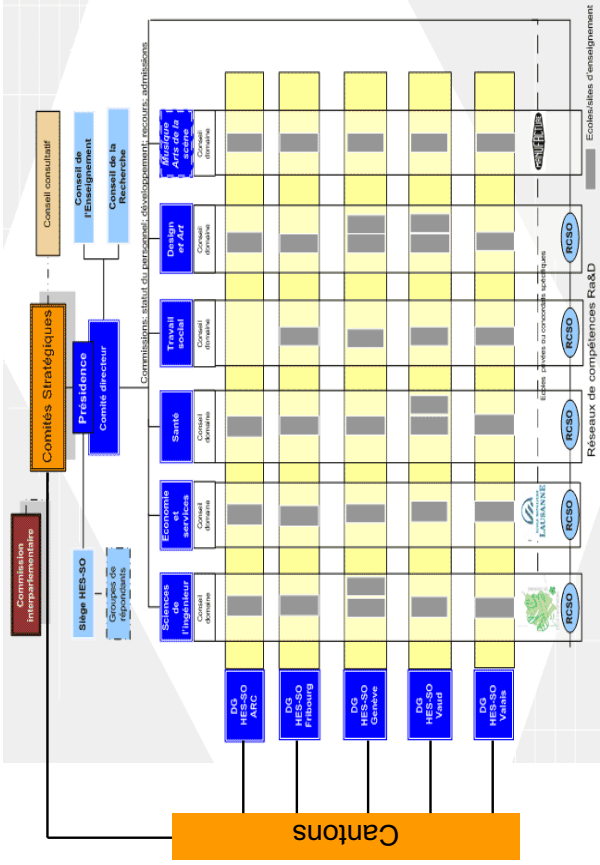 Commission
interparlementaire
Comités Stratégiques
Conseil consultatif
Présidence
Comité directeur
Siège HES-SO
Groupes de
répondants
Conseil de
l'Enseignement
Conseil de la
Recherche
Commissions: statut du personnel; développement; recours; admissions
Sciences
de
l'ingénieur
Economie
et
services
Santé
Travail
social
Design
et Art
Musique
Arts de la
scène
Conseil
domaine
Conseil
domaine
Conseil
domaine
Conseil
domaine
Conseil
domaine
Conseil
domaine
Cantons
DG
HES-SO
ARC
DG
HES-SO
Fribourg
DG
HES-SO
Genève
DG
HES-SO
Vaud
DG
HES-SO
Valais
LAUSANNE
Ecoles privées ou concordats spécifiques
MANUFACTURE
RCSO
RCSO
RCSO
RCSO
RCSO
Réseaux de compétences Ra&D
Ecoles/sites d'enseignement